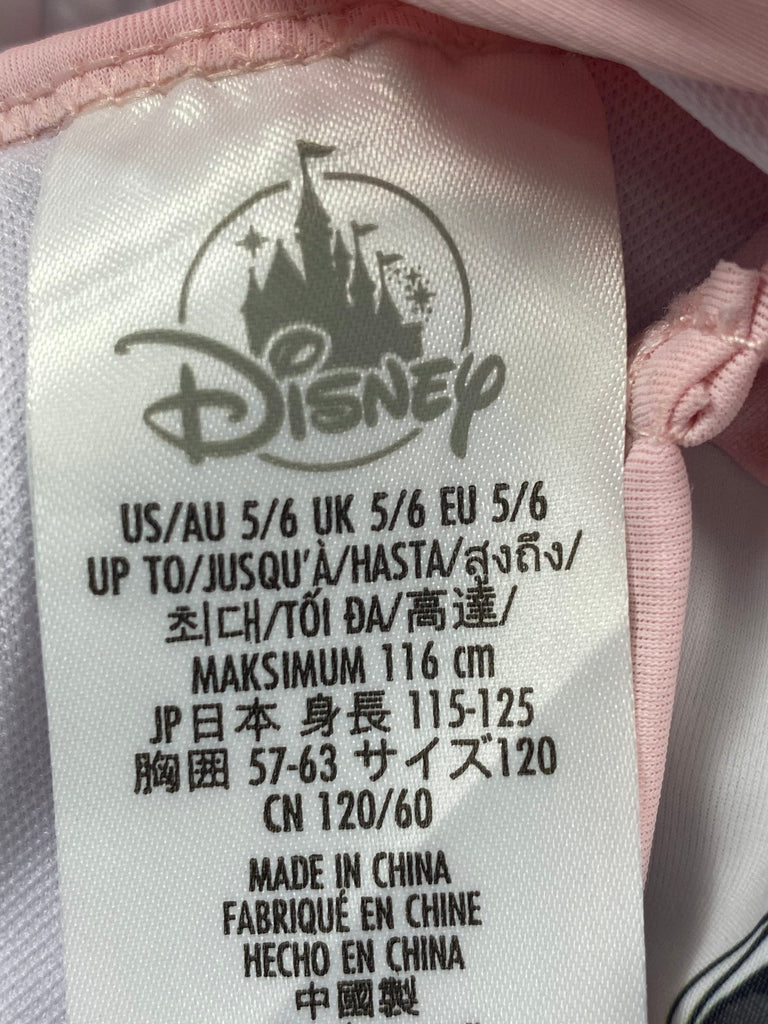 Disney
US/AU 5/6 UK 5/6 EU 5/6
UP TO/JUSQU'À/HASTA/สูงถึง/
최대/TỐI ĐA/高達/
MAKSIMUM 116 cm
JP日本 身長 115-125
胸囲 57-63 サイズ120
CN 120/60
MADE IN CHINA
FABRIQUÉ EN CHINE
HECHO EN CHINA
中國製